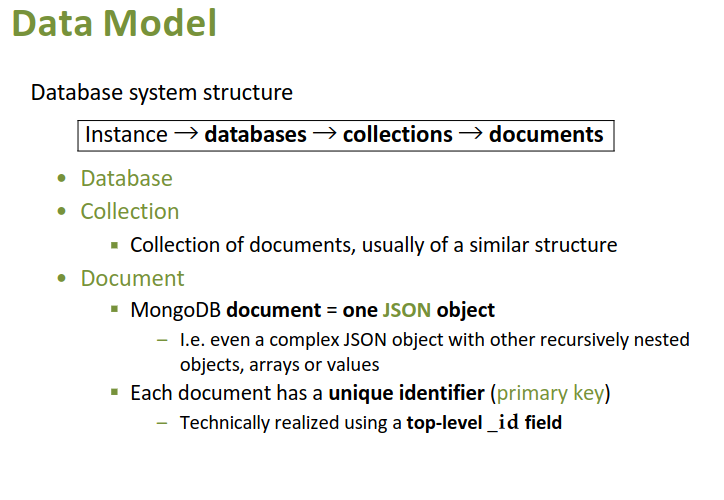 Data Model
Database system structure
Instance → databases → collections → documents
• Database
• Collection
▪ Collection of documents, usually of a similar structure
• Document
▪ MongoDB document = one JSON object
– I.e. even a complex JSON object with other recursively nested
objects, arrays or values
▪ Each document has a unique identifier (primary key)
– Technically realized using a top-level _id field